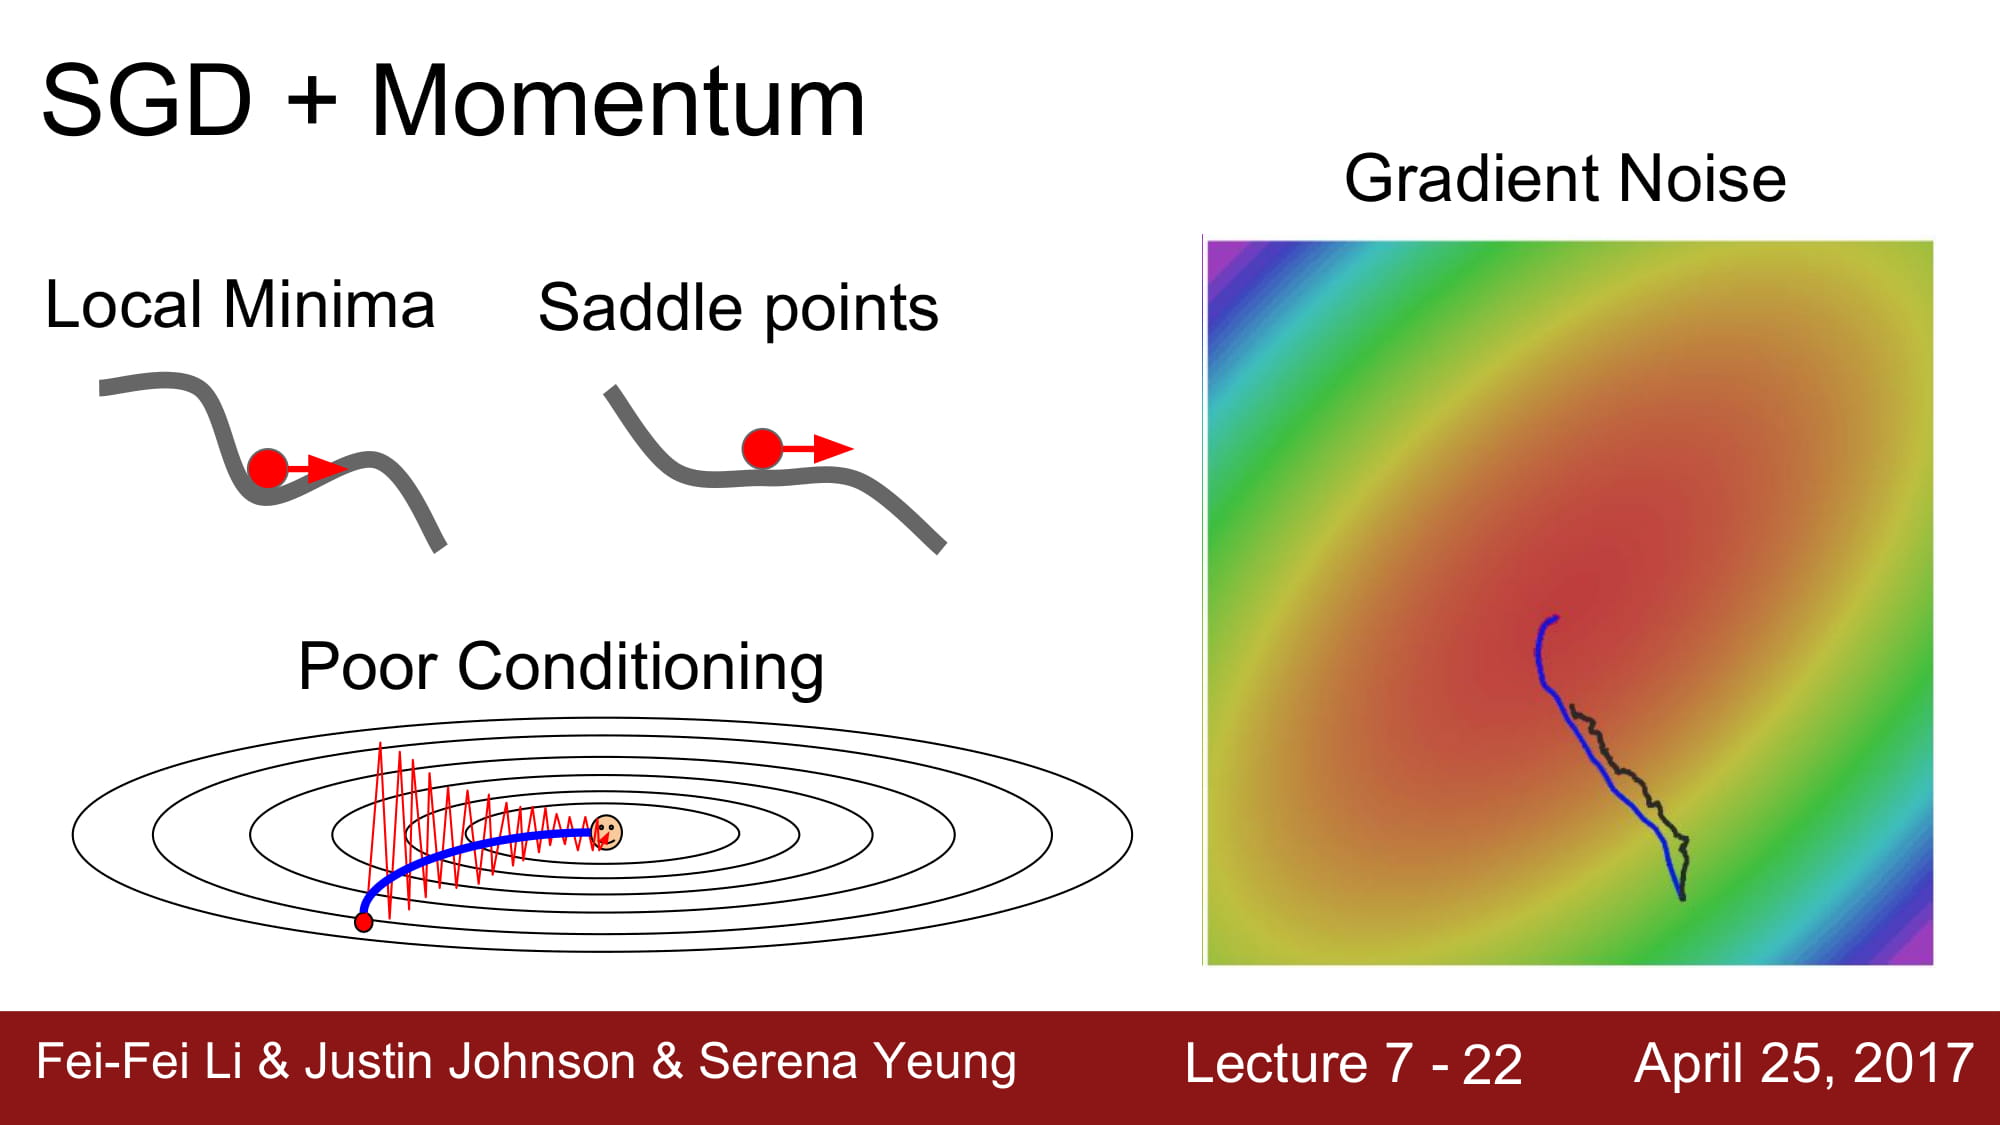 SGD + Momentum
Gradient Noise
Local Minima
Saddle points
Poor Conditioning
Fei-Fei Li & Justin Johnson & Serena Yeung
Lecture 7 - 22
April 25, 2017